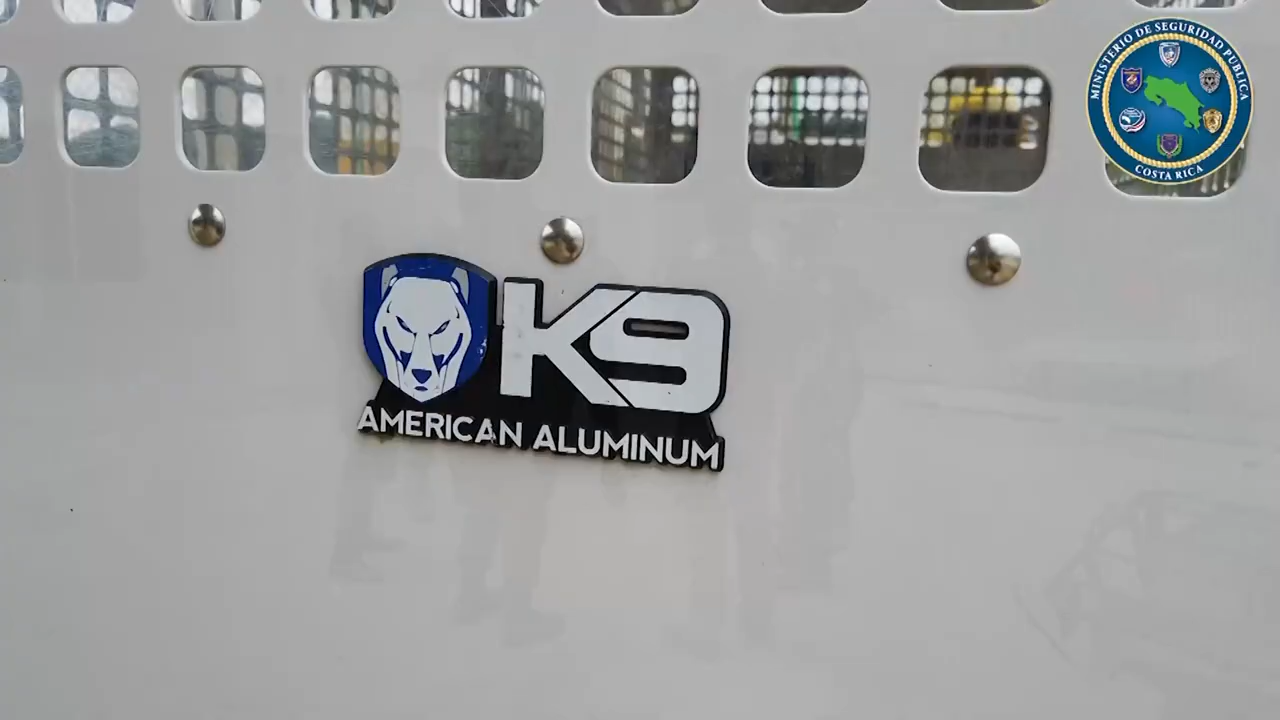 MINISTERIO DE SEGURIDAD PUBLICA
COSTA RICA
K9
AMERICAN ALUMINUM